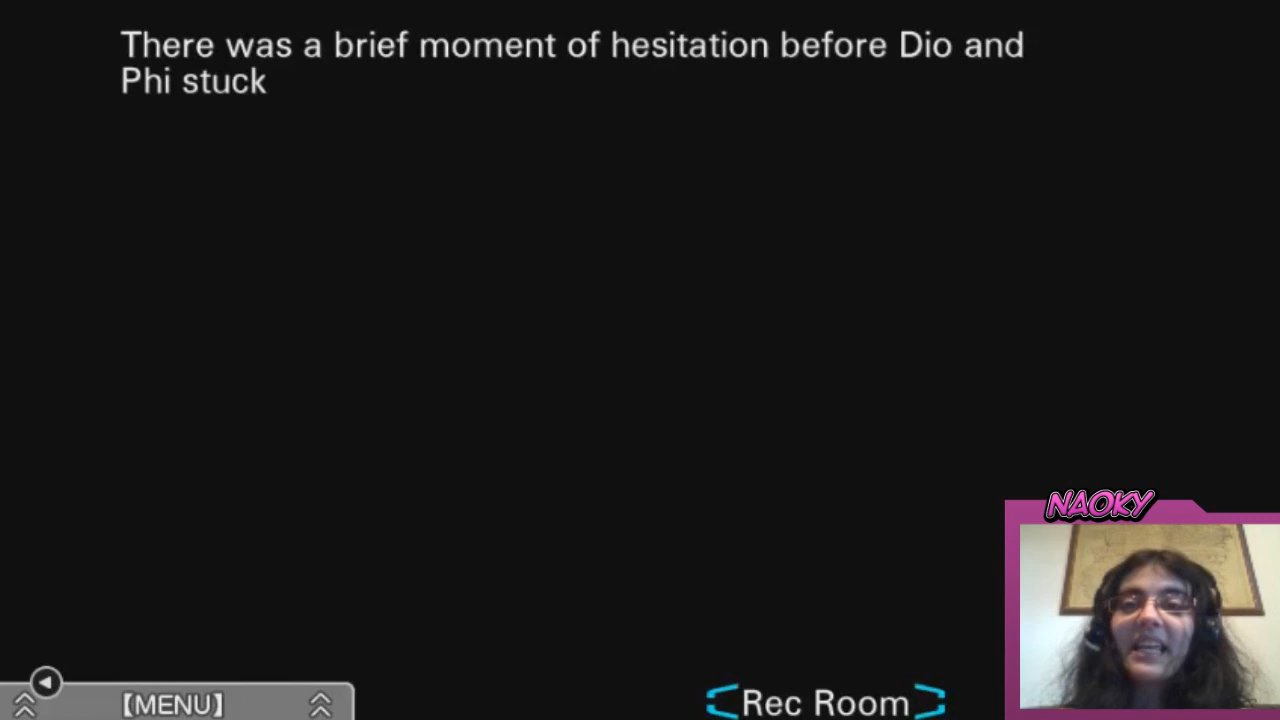 There was a brief moment of hesitation before Dio and
Phi stuck
NAOKY
【MENU】
Rec Room